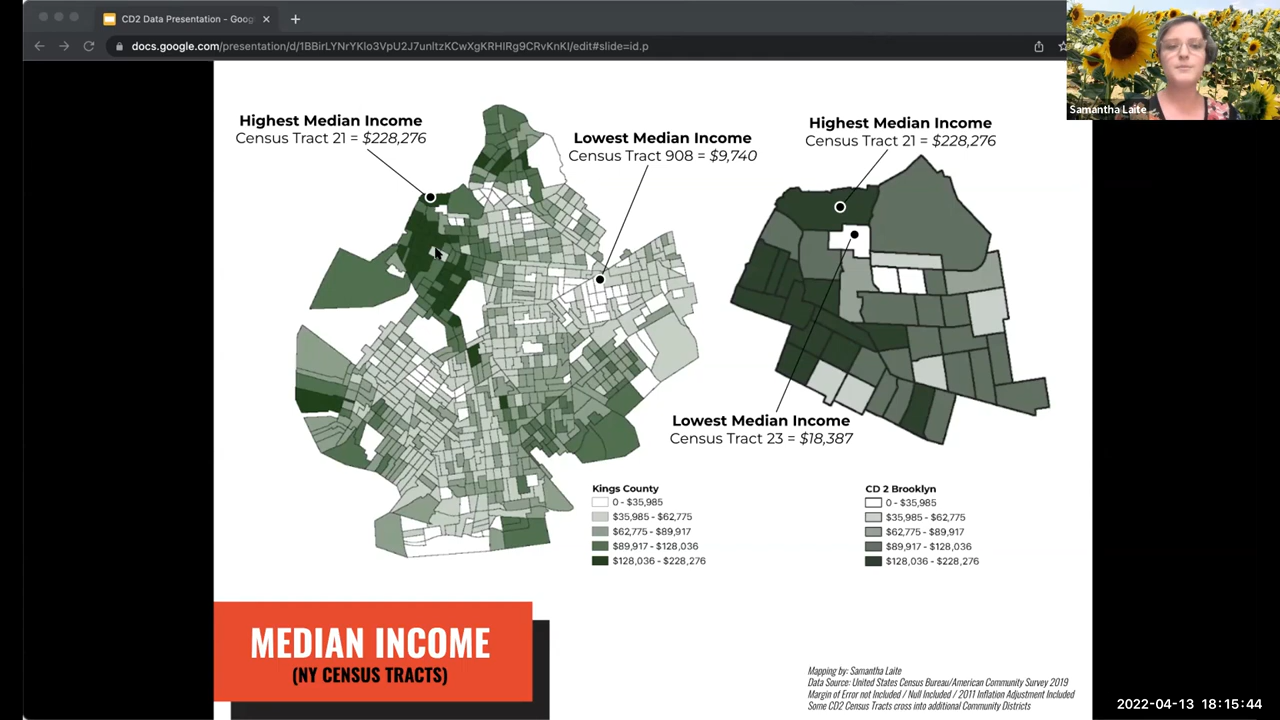 CD2 Data Presentation - Goog
docs.google.com/presentation/d/1BBirLYNrYKlo3VpU2J7unItzKCwXgKRHlRg9CRvKnKI/edit#slide=id.p
Samantha Laite
Highest Median Income
Census Tract 21 = $228,276
Lowest Median Income
Census Tract 908 = $9,740
Highest Median Income
Census Tract 21 = $228,276
Lowest Median Income
Census Tract 23 = $18,387
Kings County
0 - $35,985
$35,985 - $62,775
$62,775 - $89,917
$89,917 - $128,036
$128,036 - $228,276
CD 2 Brooklyn
0 - $35,985
$35,985 - $62,775
$62,775 - $89,917
$89,917 - $128,036
$128,036 - $228,276
MEDIAN INCOME
(NY CENSUS TRACTS)
Mapping by: Samantha Laite
Data Source: United States Census Bureau/American Community Survey 2019
Margin of Error not Included / Null Included / 2011 Inflation Adjustment Included
Some CD2 Census Tracts cross into additional Community Districts
2022-04-13 18:15:44